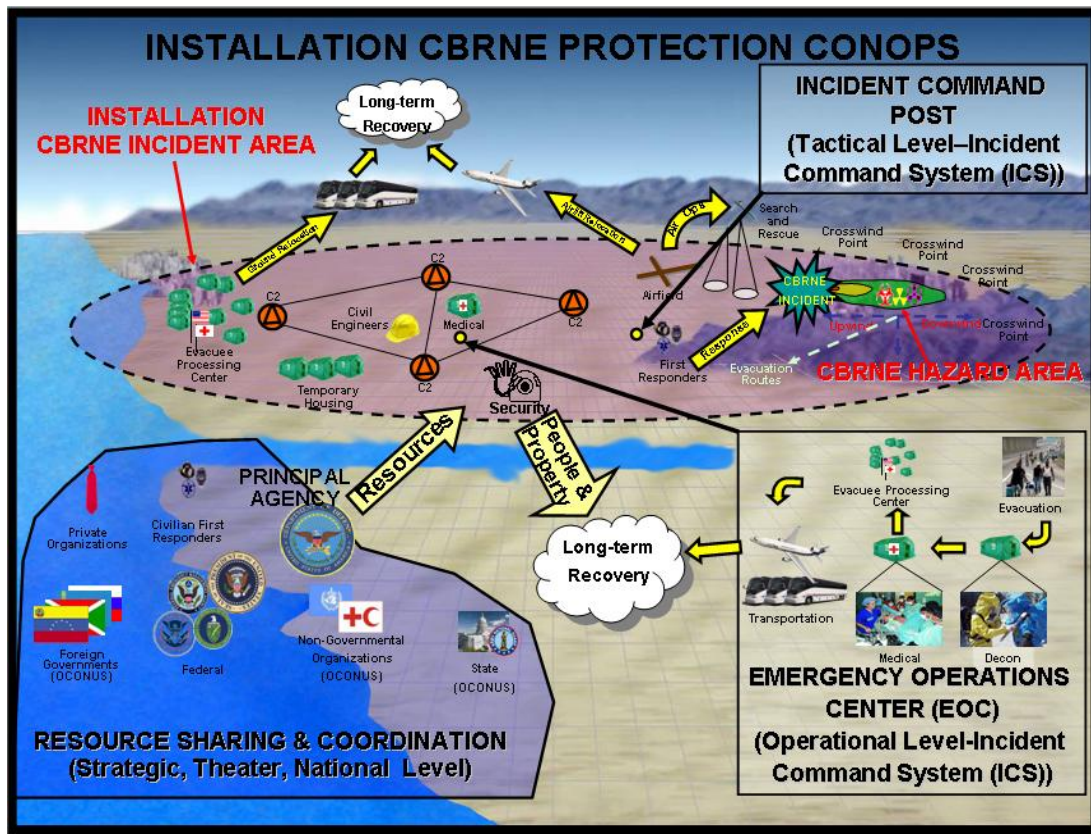 INSTALLATION CBRNE PROTECTION CONOPS
INSTALLATION
CBRNE INCIDENT AREA
Long-term
Recovery
INCIDENT COMMAND
POST
(Tactical Level–Incident
Command System (ICS))
Ground Relocation
Airlift Relocation
Air Ops
Search and
Rescue
Crosswind
Point
Crosswind
Point
Crosswind
Point
Crosswind
Point
CBRNE
INCIDENT
Upwind
Downwind
Airfield
C2
C2
C2
C2
Civil
Engineers
Medical
Evacuee
Processing
Center
Temporary
Housing
Security
First
Responders
Response
Evacuation
Routes
CBRNE HAZARD AREA
Resources
People &
Property
Long-term
Recovery
PRINCIPAL
AGENCY
Private
Organizations
Civilian First
Responders
Foreign
Governments
(OCONUS)
Federal
Non-Governmental
Organizations
(OCONUS)
State
(OCONUS)
RESOURCE SHARING & COORDINATION
(Strategic, Theater, National Level)
Evacuee Processing
Center
Evacuation
Transportation
Medical
Decon
EMERGENCY OPERATIONS
CENTER (EOC)
(Operational Level-Incident
Command System (ICS))